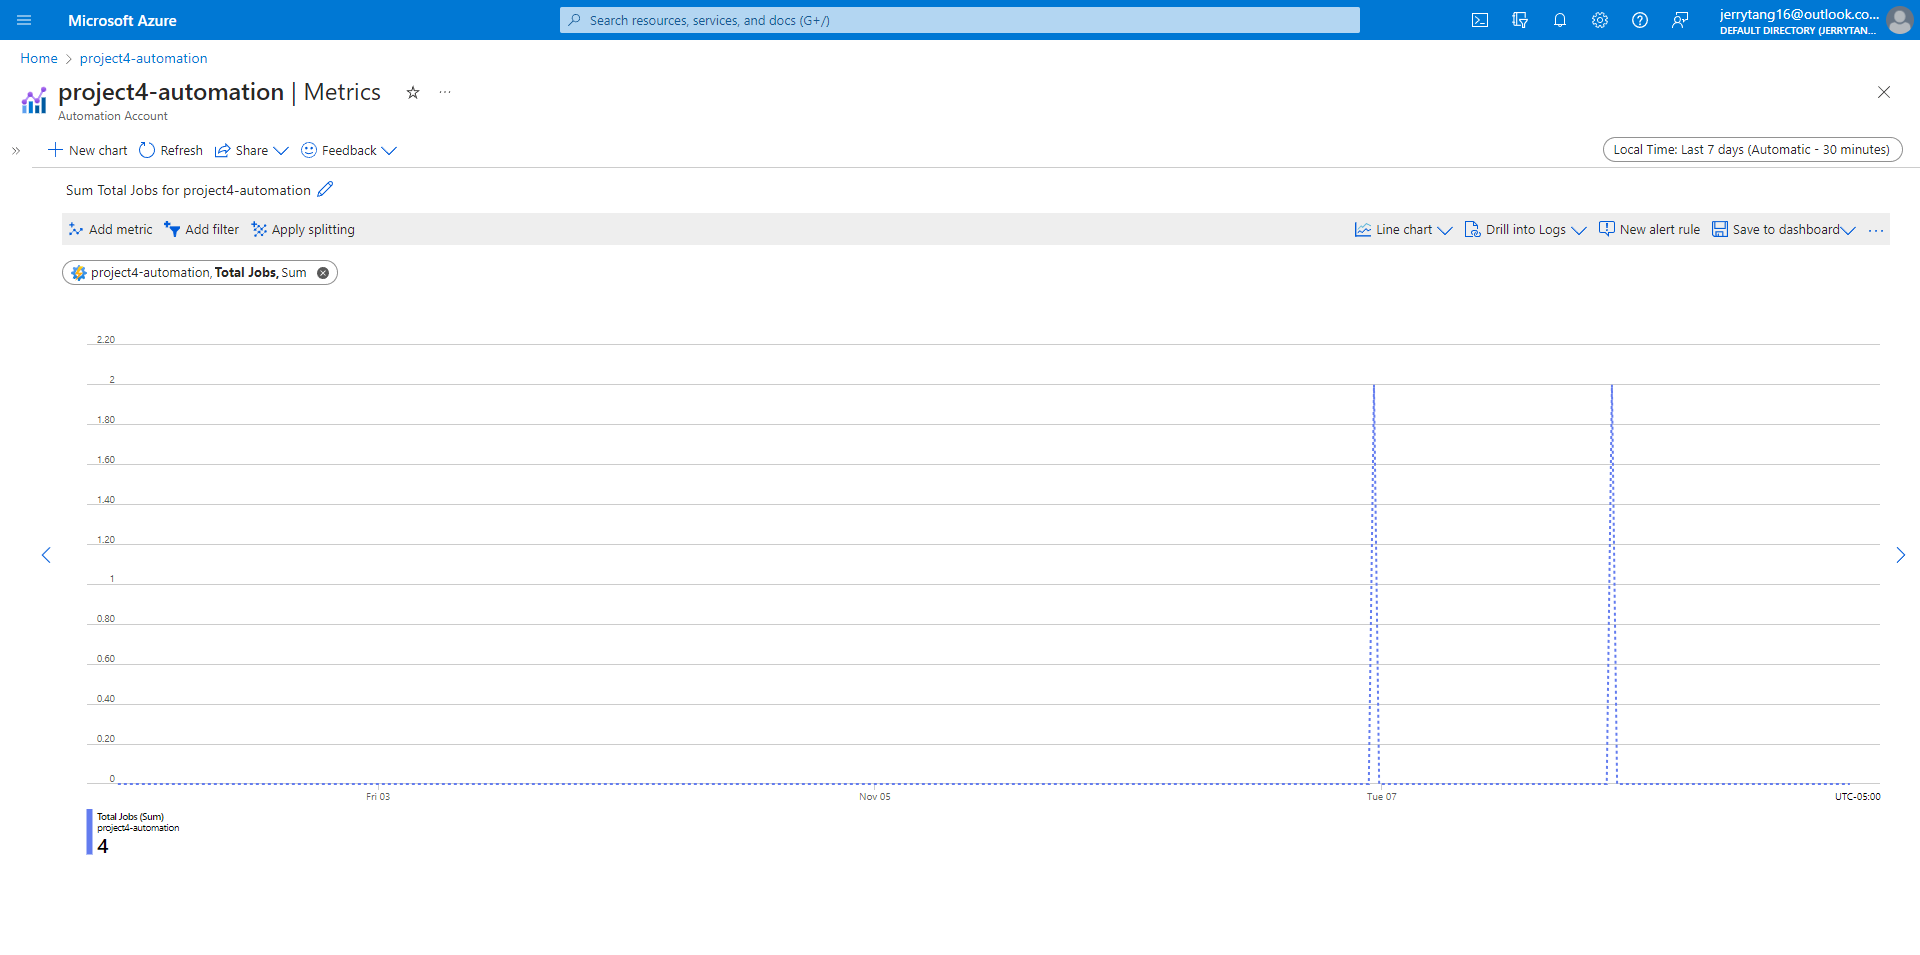 Microsoft Azure
Search resources, services, and docs (G+/)
jerrytang16@outlook.co...
DEFAULT DIRECTORY (JERRYTAN...
Home > project4-automation
project4-automation | Metrics ...
Automation Account
New chart Refresh Share Feedback
Local Time: Last 7 days (Automatic - 30 minutes)
Sum Total Jobs for project4-automation
Add metric Add filter Apply splitting Line chart Drill into Logs New alert rule Save to dashboard ...
project4-automation, Total Jobs, Sum
2.20
2
1.80
1.60
1.40
1.20
1
0.80
0.60
0.40
0.20
0
Fri 03 Nov 05 Tue 07 UTC-05:00
Total Jobs (Sum)
project4-automation
4